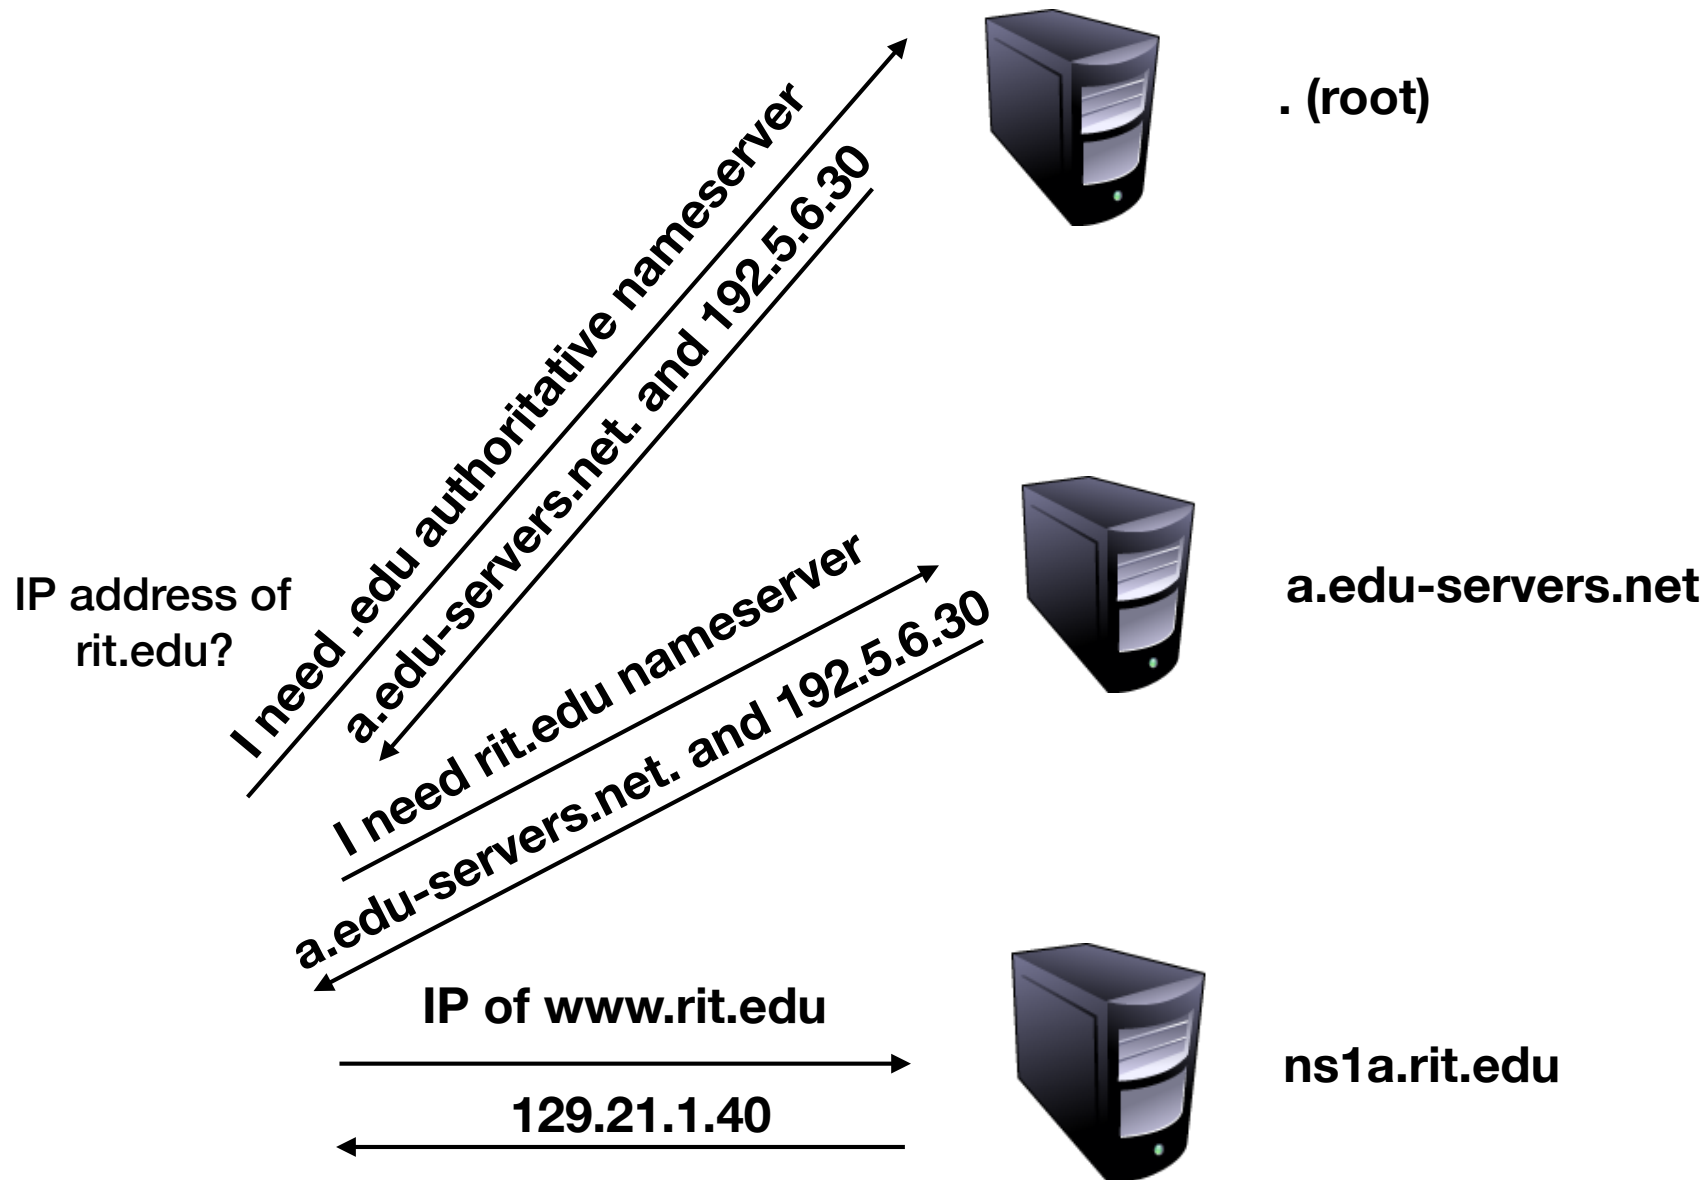 . (root)
I need .edu authoritative nameserver
a.edu-servers.net. and 192.5.6.30
IP address of
rit.edu?
a.edu-servers.net
I need rit.edu nameserver
a.edu-servers.net. and 192.5.6.30
IP of www.rit.edu
ns1a.rit.edu
129.21.1.40